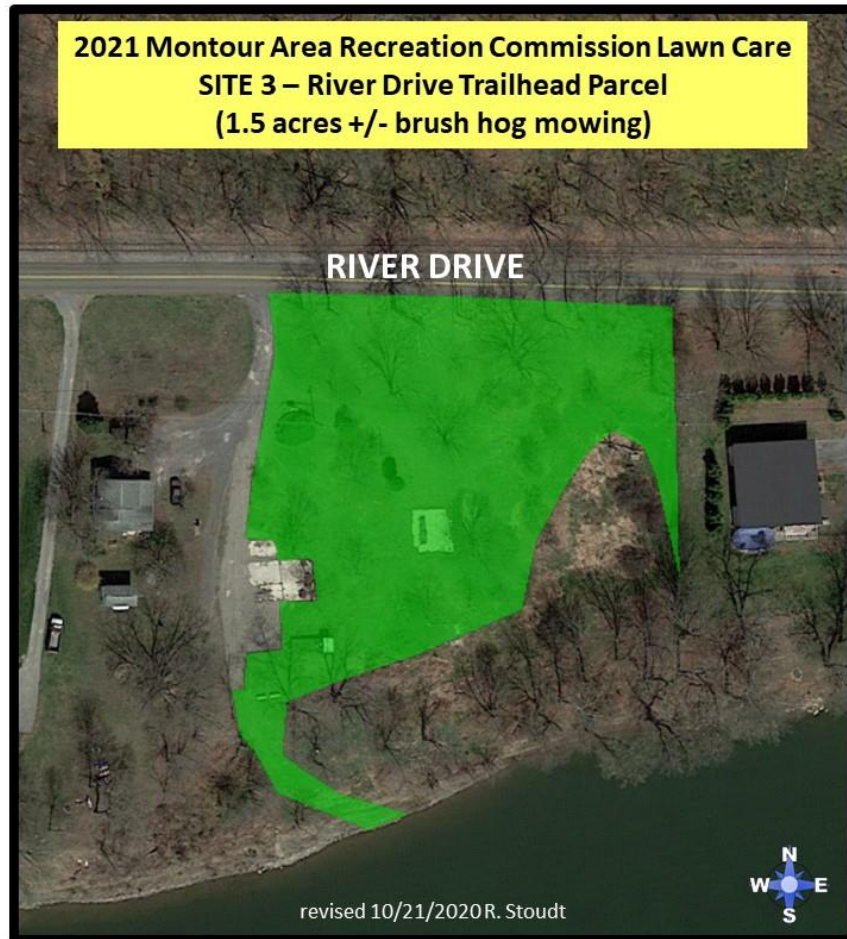 2021 Montour Area Recreation Commission Lawn Care
SITE 3 – River Drive Trailhead Parcel
(1.5 acres +/- brush hog mowing)
RIVER DRIVE
N
W E
S
revised 10/21/2020 R. Stoudt